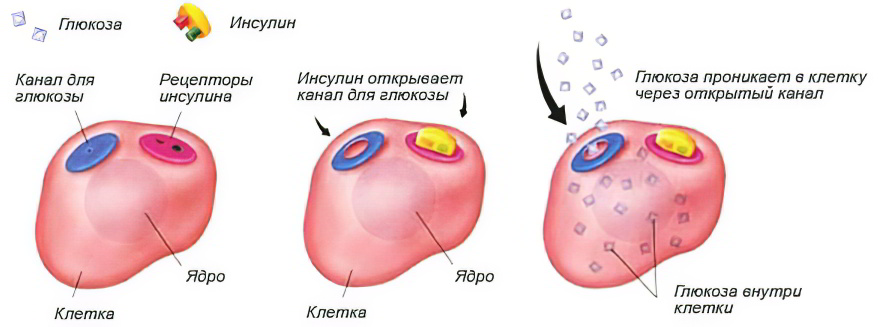 Глюкоза
Инсулин
Канал для
глюкозы
Рецепторы
инсулина
Ядро
Клетка
Инсулин открывает
канал для глюкозы
Ядро
Клетка
Глюкоза проникает в клетку
через открытый канал
Глюкоза внутри
клетки